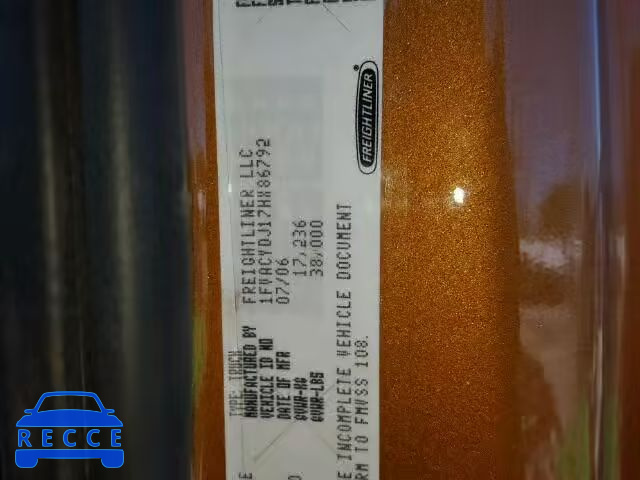 TYPE: TRUCK
MANUFACTURED BY FREIGHTLINER LLC
VEHICLE ID NO 1FVACYDJ17HX86792
DATE OF MFR 07/06
GVWR-KG 17,236
GVWR-LBS 38,000
E INCOMPLETE VEHICLE DOCUMENT
RM TO FMVSS 108.
FREIGHTLINER®
RECCE